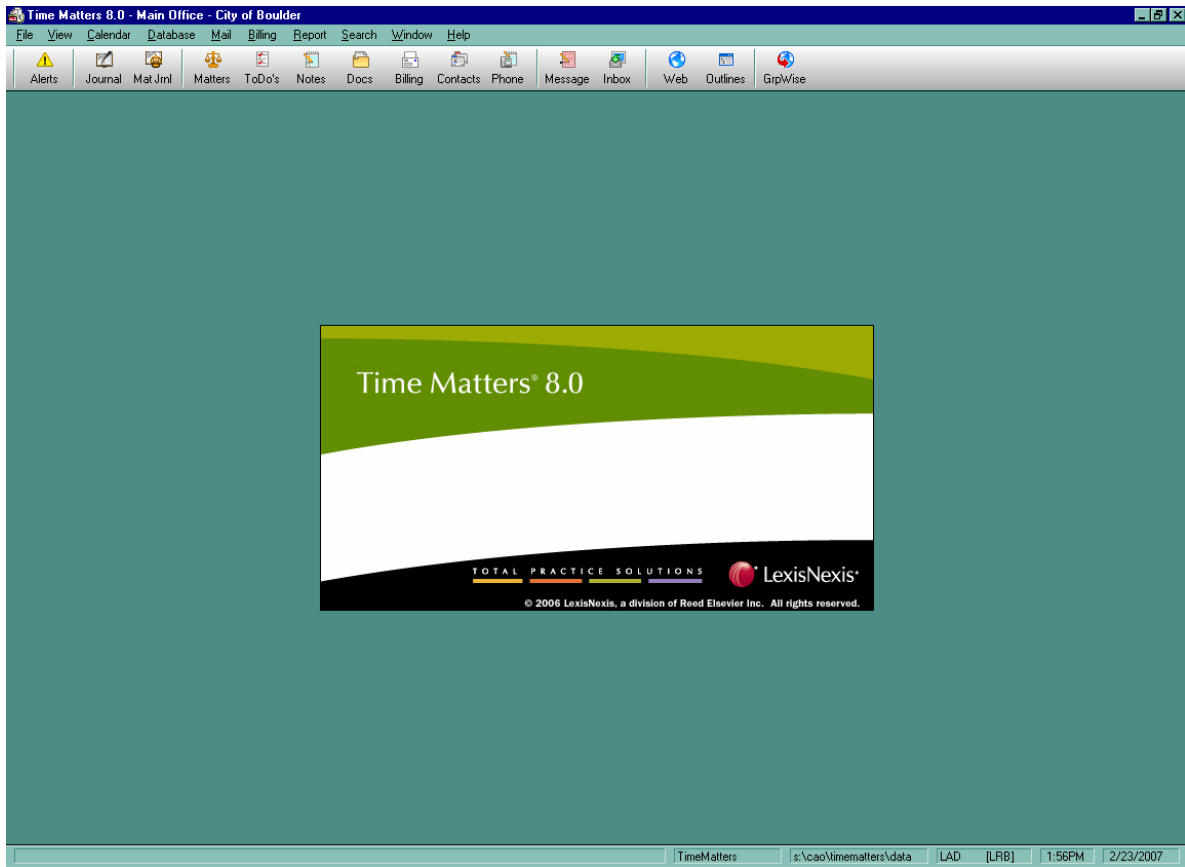 Time Matters 8.0 - Main Office - City of Boulder
File View Calendar Database Mail Billing Report Search Window Help
Alerts Journal Mat Jrnl Matters ToDo's Notes Docs Billing Contacts Phone Message Inbox Web Outlines GrpWise
Time Matters® 8.0
TOTAL PRACTICE SOLUTIONS
LexisNexis®
© 2006 LexisNexis, a division of Reed Elsevier Inc. All rights reserved.
TimeMatters s:\cao\timematters\data LAD [LRB] 1:56PM 2/23/2007